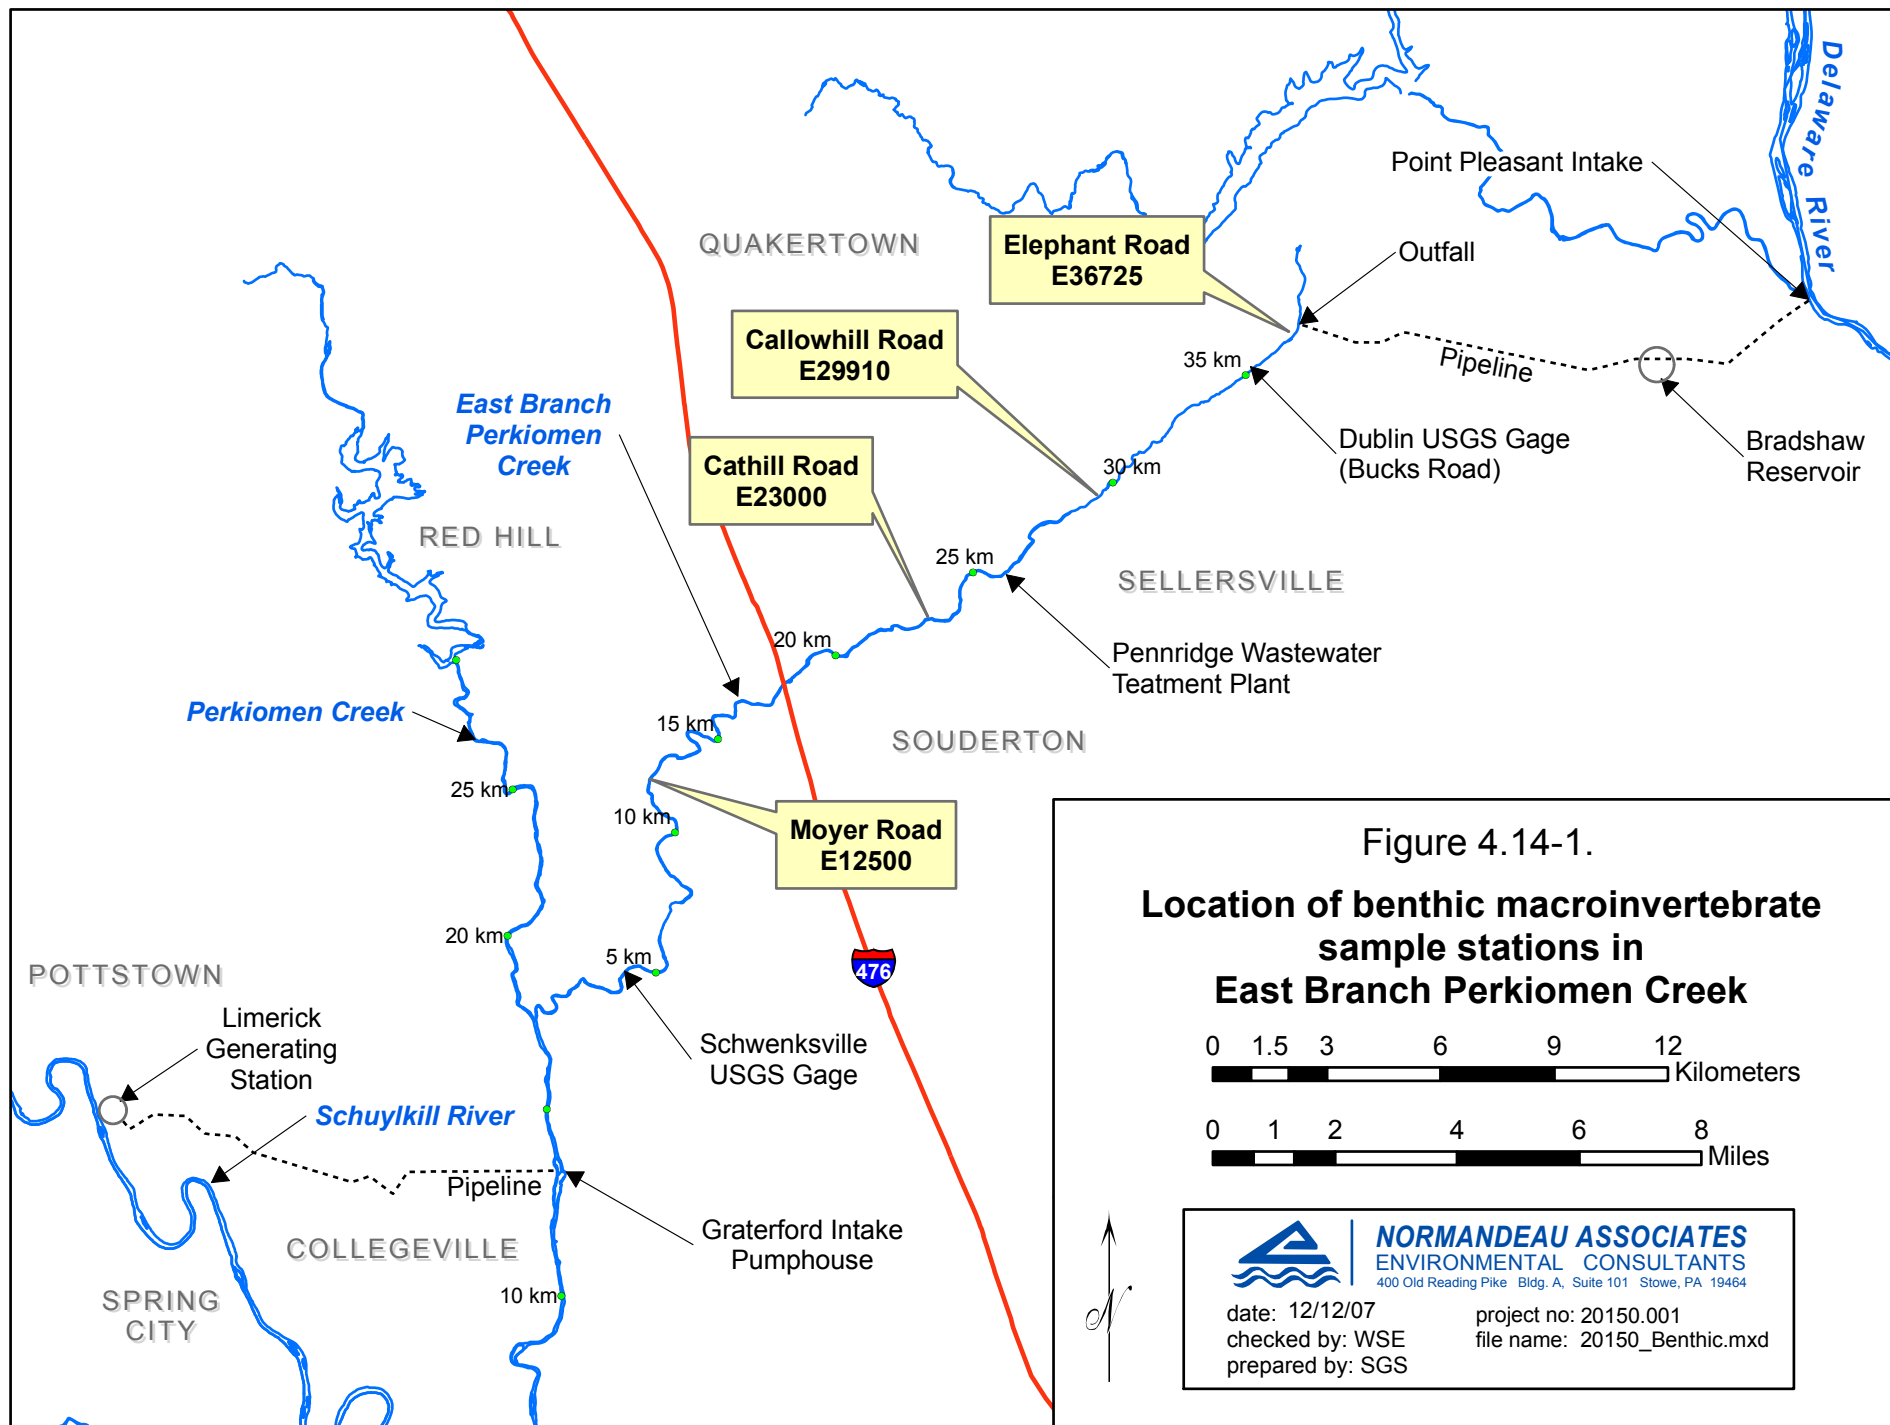 Delaware River
Point Pleasant Intake
QUAKERTOWN
Elephant Road
E36725
Outfall
Callowhill Road
E29910
35 km
Pipeline
East Branch
Perkiomen
Creek
Dublin USGS Gage
(Bucks Road)
Bradshaw
Reservoir
Cathill Road
E23000
30 km
RED HILL
25 km
SELLERSVILLE
20 km
Pennridge Wastewater
Teatment Plant
Perkiomen Creek
15 km
SOUDERTON
25 km
10 km
Moyer Road
E12500
20 km
5 km
476
POTTSTOWN
Limerick
Generating
Station
Schwenksville
USGS Gage
Schuylkill River
Pipeline
Graterford Intake
Pumphouse
COLLEGEVILLE
10 km
SPRING
CITY
Figure 4.14-1.
Location of benthic macroinvertebrate
sample stations in
East Branch Perkiomen Creek
0 1.5 3 6 9 12
Kilometers
0 1 2 4 6 8
Miles
N
NORMANDEAU ASSOCIATES
ENVIRONMENTAL CONSULTANTS
400 Old Reading Pike Bldg. A, Suite 101 Stowe, PA 19464
date: 12/12/07 project no: 20150.001
checked by: WSE file name: 20150_Benthic.mxd
prepared by: SGS